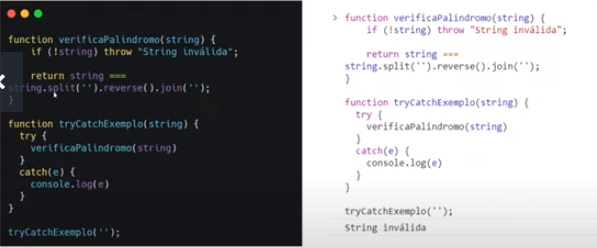 function verificaPalindromo(string) {
if (!string) throw "String inválida";
return string ===
string.split('').reverse().join('');
}
function tryCatchExemplo(string) {
try {
verificaPalindromo(string)
}
catch(e) {
console.log(e)
}
}
tryCatchExemplo('');
> function verificaPalindromo(string) {
if (!string) throw "String inválida";
return string ===
string.split('').reverse().join('');
}
function tryCatchExemplo(string) {
try {
verificaPalindromo(string)
}
catch(e) {
console.log(e)
}
}
tryCatchExemplo('');
String inválida